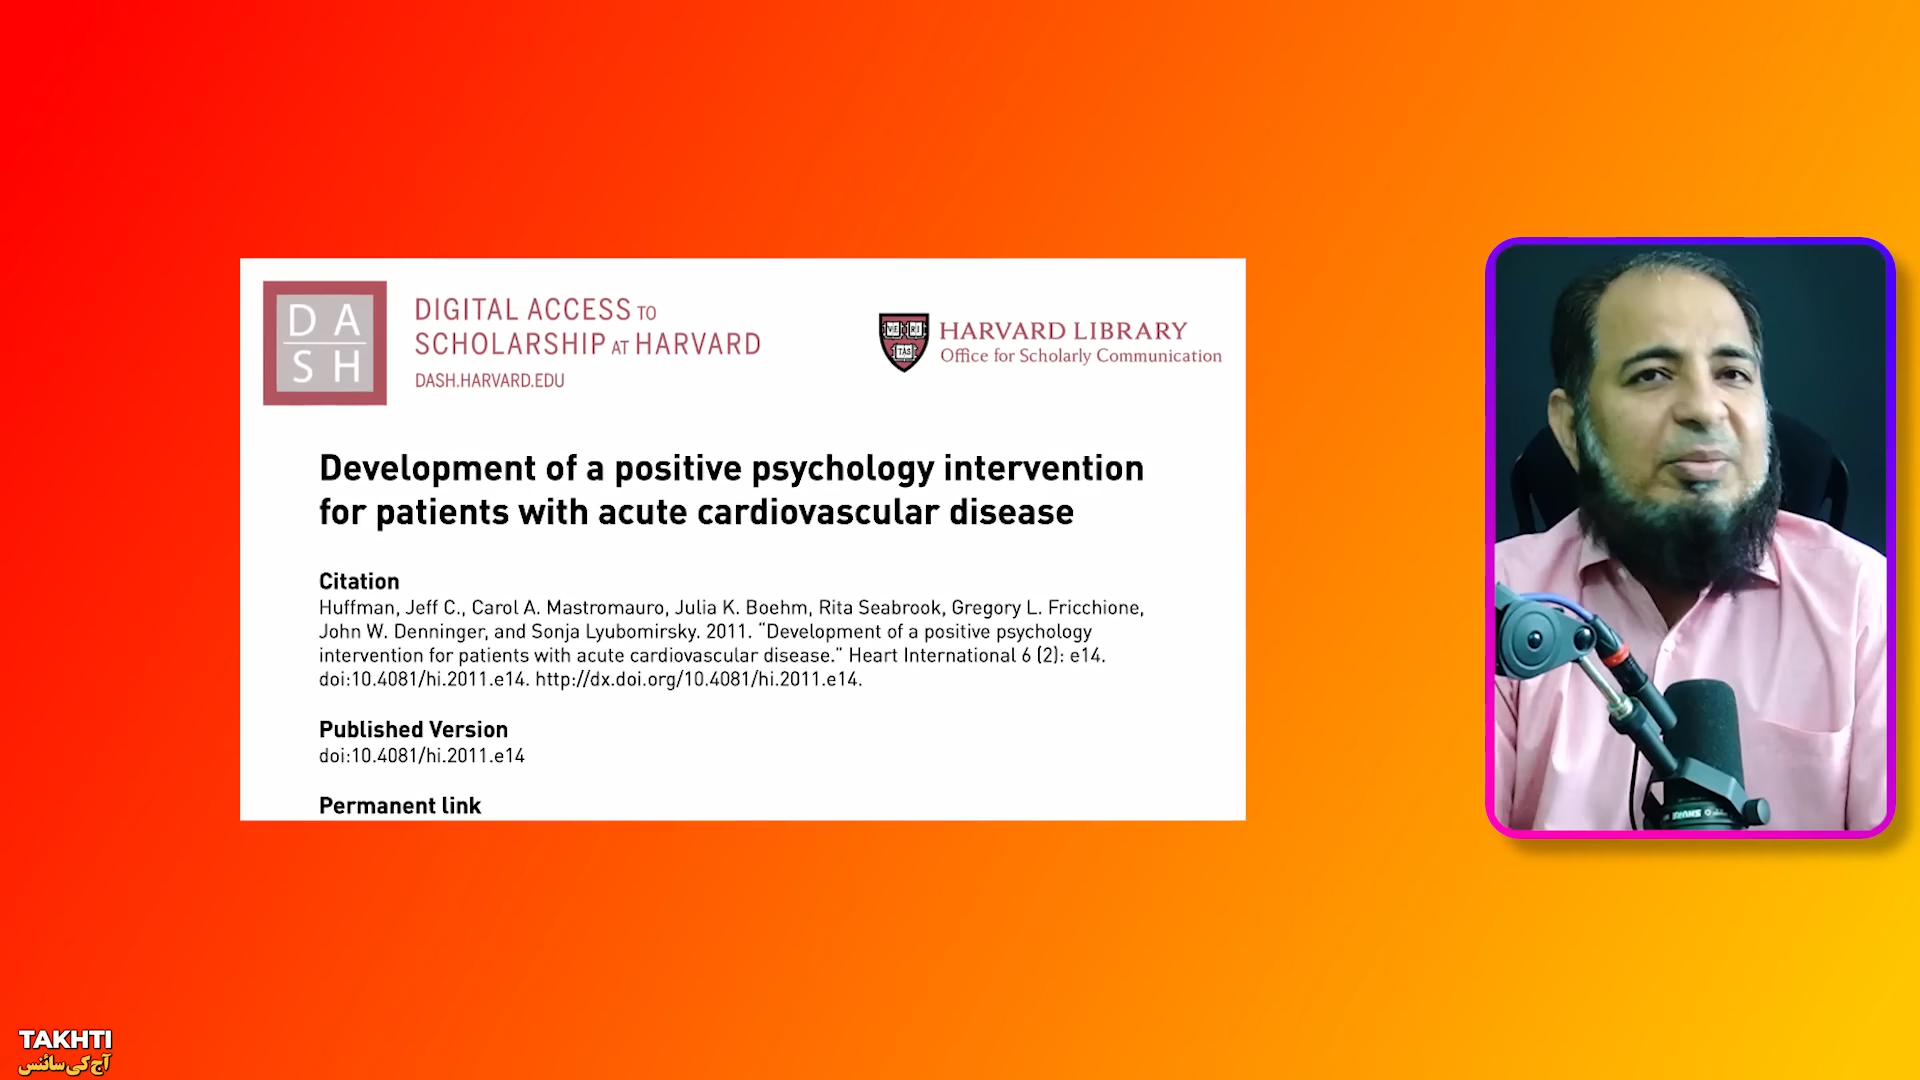 D A
S H
DIGITAL ACCESS TO
SCHOLARSHIP AT HARVARD
DASH.HARVARD.EDU
VE RI
TAS
HARVARD LIBRARY
Office for Scholarly Communication
Development of a positive psychology intervention
for patients with acute cardiovascular disease
Citation
Huffman, Jeff C., Carol A. Mastromauro, Julia K. Boehm, Rita Seabrook, Gregory L. Fricchione,
John W. Denninger, and Sonja Lyubomirsky. 2011. “Development of a positive psychology
intervention for patients with acute cardiovascular disease.” Heart International 6 (2): e14.
doi:10.4081/hi.2011.e14. http://dx.doi.org/10.4081/hi.2011.e14.
Published Version
doi:10.4081/hi.2011.e14
Permanent link
SHURE
TAKHTI
آج کی سائنس